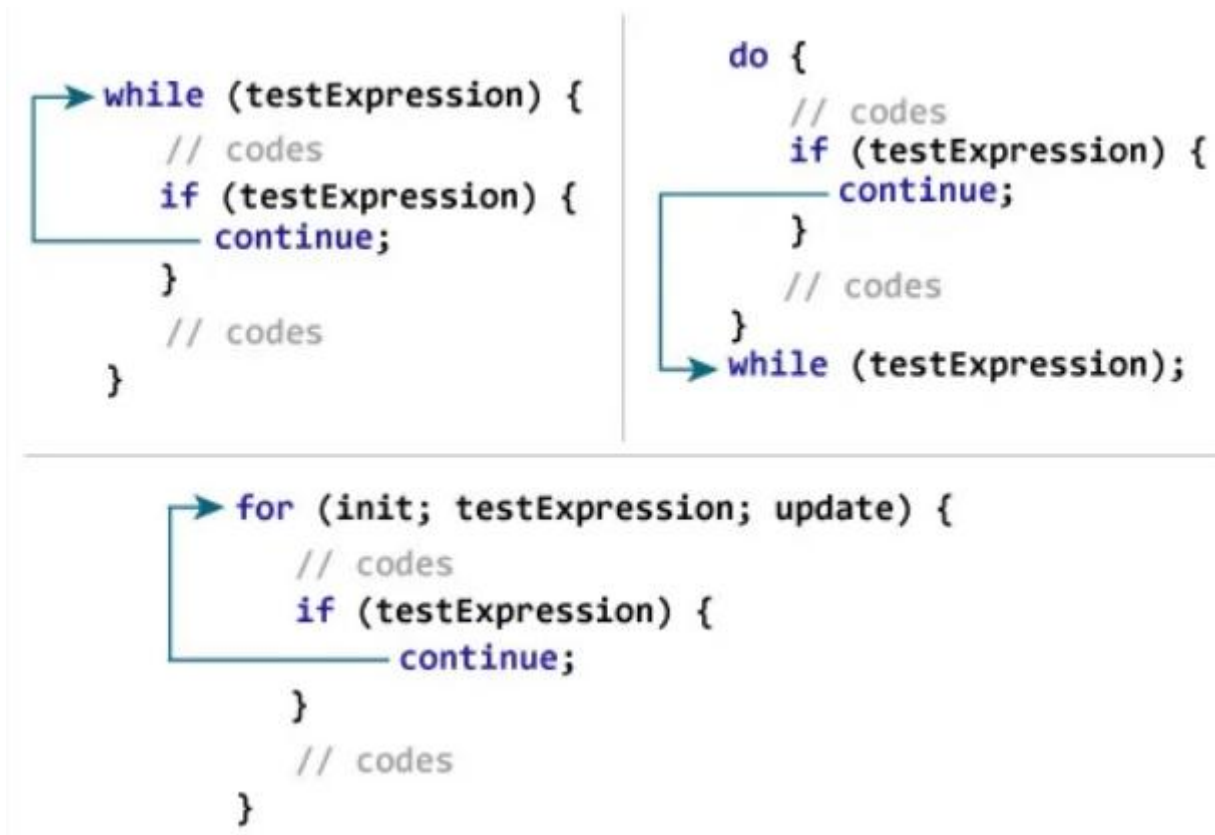 while (testExpression) {
// codes
if (testExpression) {
continue;
}
// codes
}
do {
// codes
if (testExpression) {
continue;
}
// codes
}
while (testExpression);
for (init; testExpression; update) {
// codes
if (testExpression) {
continue;
}
// codes
}